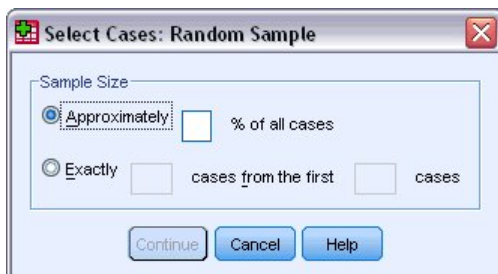 Select Cases: Random Sample
Sample Size
Approximately % of all cases
Exactly cases from the first cases
Continue Cancel Help